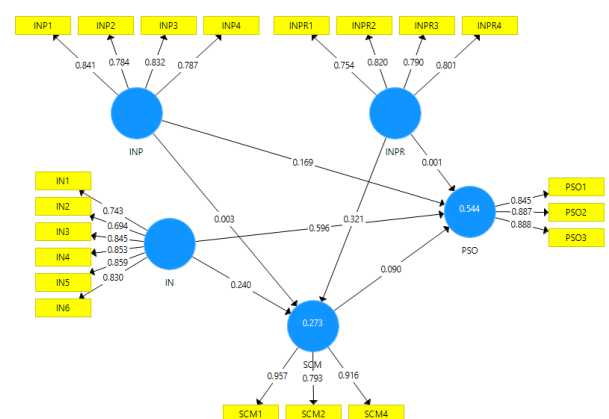 INP1 INP2 INP3 INP4 INPR1 INPR2 INPR3 INPR4
0.841 0.784 0.832 0.787 0.754 0.820 0.790 0.801
INP INPR
0.169 0.001
IN1
IN2
IN3
IN4
IN5
IN6
0.743
0.694
0.845
0.853
0.859
0.830
IN
0.003 0.596 0.321
0.240 0.090
0.544
PSO
0.845 PSO1
0.887 PSO2
0.888 PSO3
0.273
SCM
0.957 0.793 0.916
SCM1 SCM2 SCM4